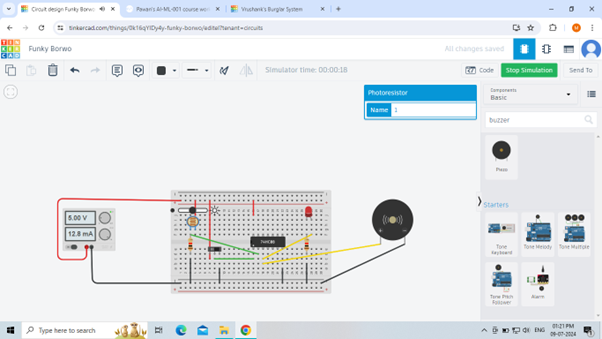 Circuit design Funky Borwo
Pawan's AI-ML-001 course wor
Vrushank's Burglar System
tinkercad.com/things/0k16qYlDy4y-funky-borwo/editel?tenant=circuits
TIN
KER
CAD
Funky Borwo
All changes saved
Simulator time: 00:00:18
Code
Stop Simulation
Send To
Photoresistor
Name
1
Components
Basic
buzzer
Piezo
Starters
Tone
Keyboard
Tone Melody
Tone Multiple
Tone Pitch
Follower
Alarm
5.00 V
12.8 mA
Type here to search
ENG
01:21 PM
09-07-2024